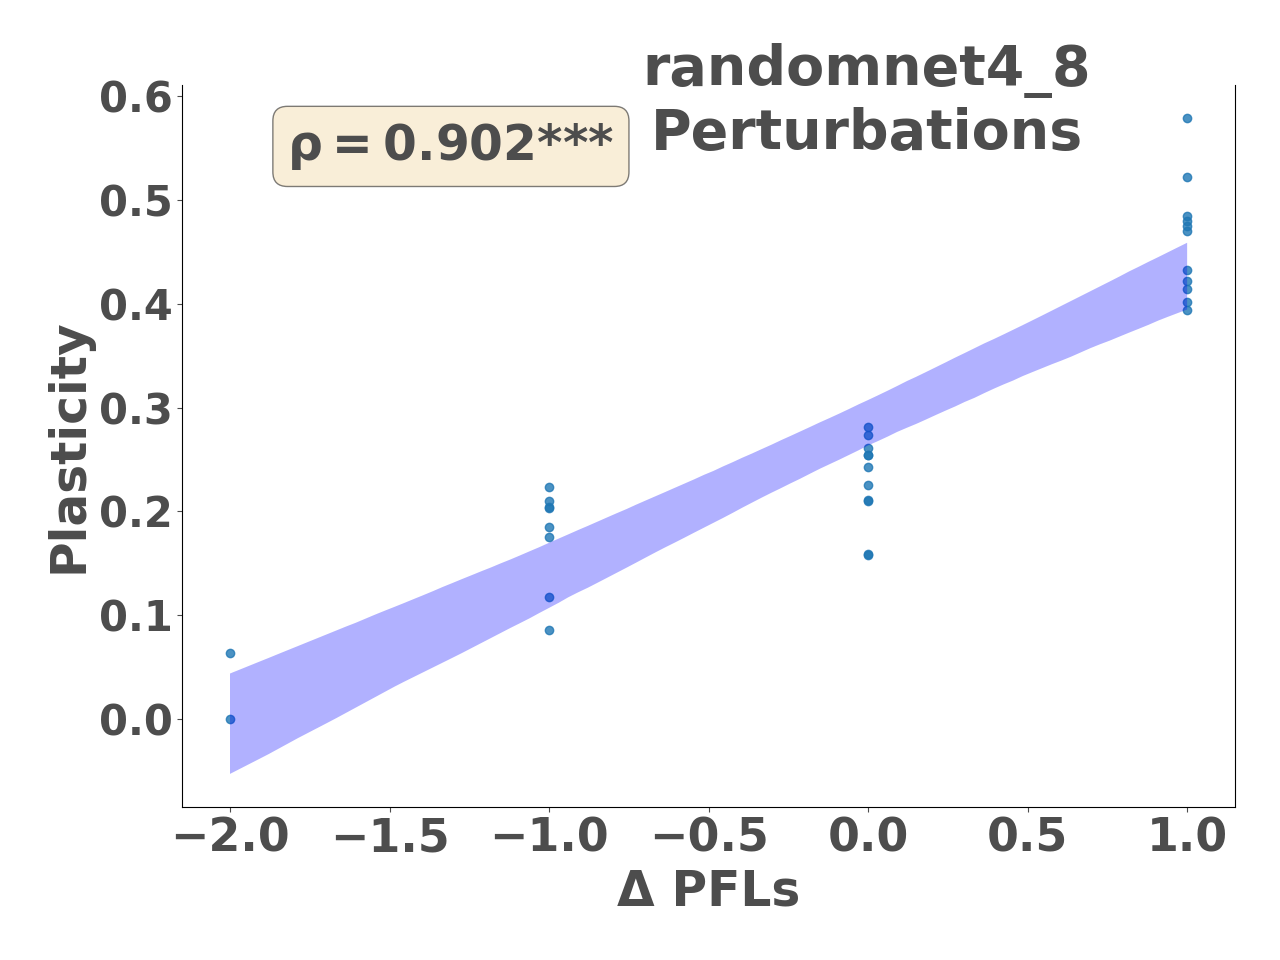 randomnet4_8
Perturbations
ρ = 0.902***
Plasticity
0.6
0.5
0.4
0.3
0.2
0.1
0.0
−2.0 −1.5 −1.0 −0.5 0.0 0.5 1.0
Δ PFLs